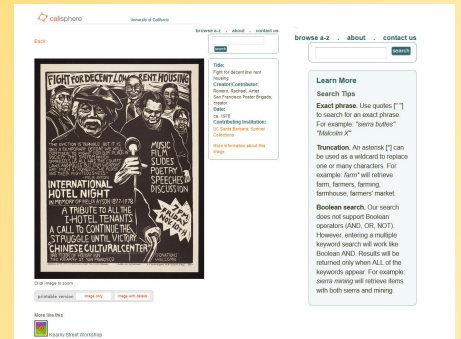 calisphere
University of California
browse a-z . about . contact us
Back
search
FIGHT FOR DECENT LOW RENT HOUSING
MUSIC
FILM
SLIDES
POETRY
SPEECHES
DISCUSSION
INTERNATIONAL
HOTEL NIGHT
IN MEMORY OF FELIX AYSON 1897-1978
A TRIBUTE TO ALL THE
I-HOTEL TENANTS
A CALL TO CONTINUE THE
STRUGGLE UNTIL VICTORY
CHINESE CULTURAL CENTER
Click image to zoom
printable version:
image only
image with details
More like this
Kearny Street Workshop
Title:
Fight for decent low rent
housing
Creator/Contributor:
Romero, Rachael, Artist
San Francisco Poster Brigade,
creator
Date:
ca. 1978
Contributing Institution:
UC Santa Barbara, Special
Collections
More information about this
image
browse a-z . about . contact us
search
Learn More
Search Tips
Exact phrase. Use quotes [" "]
to search for an exact phrase.
For example: "sierra buttes"
"Malcolm X"
Truncation. An asterisk [*] can
be used as a wildcard to replace
one or many characters. For
example: farm* will retrieve
farm, farmers, farming,
farmhouse, farmers' market.
Boolean search. Our search
does not support Boolean
operators (AND, OR, NOT).
However, entering a multiple
keyword search will work like
Boolean AND. Results will be
returned only when ALL of the
keywords appear. For example:
sierra mining will retrieve items
with both sierra and mining.